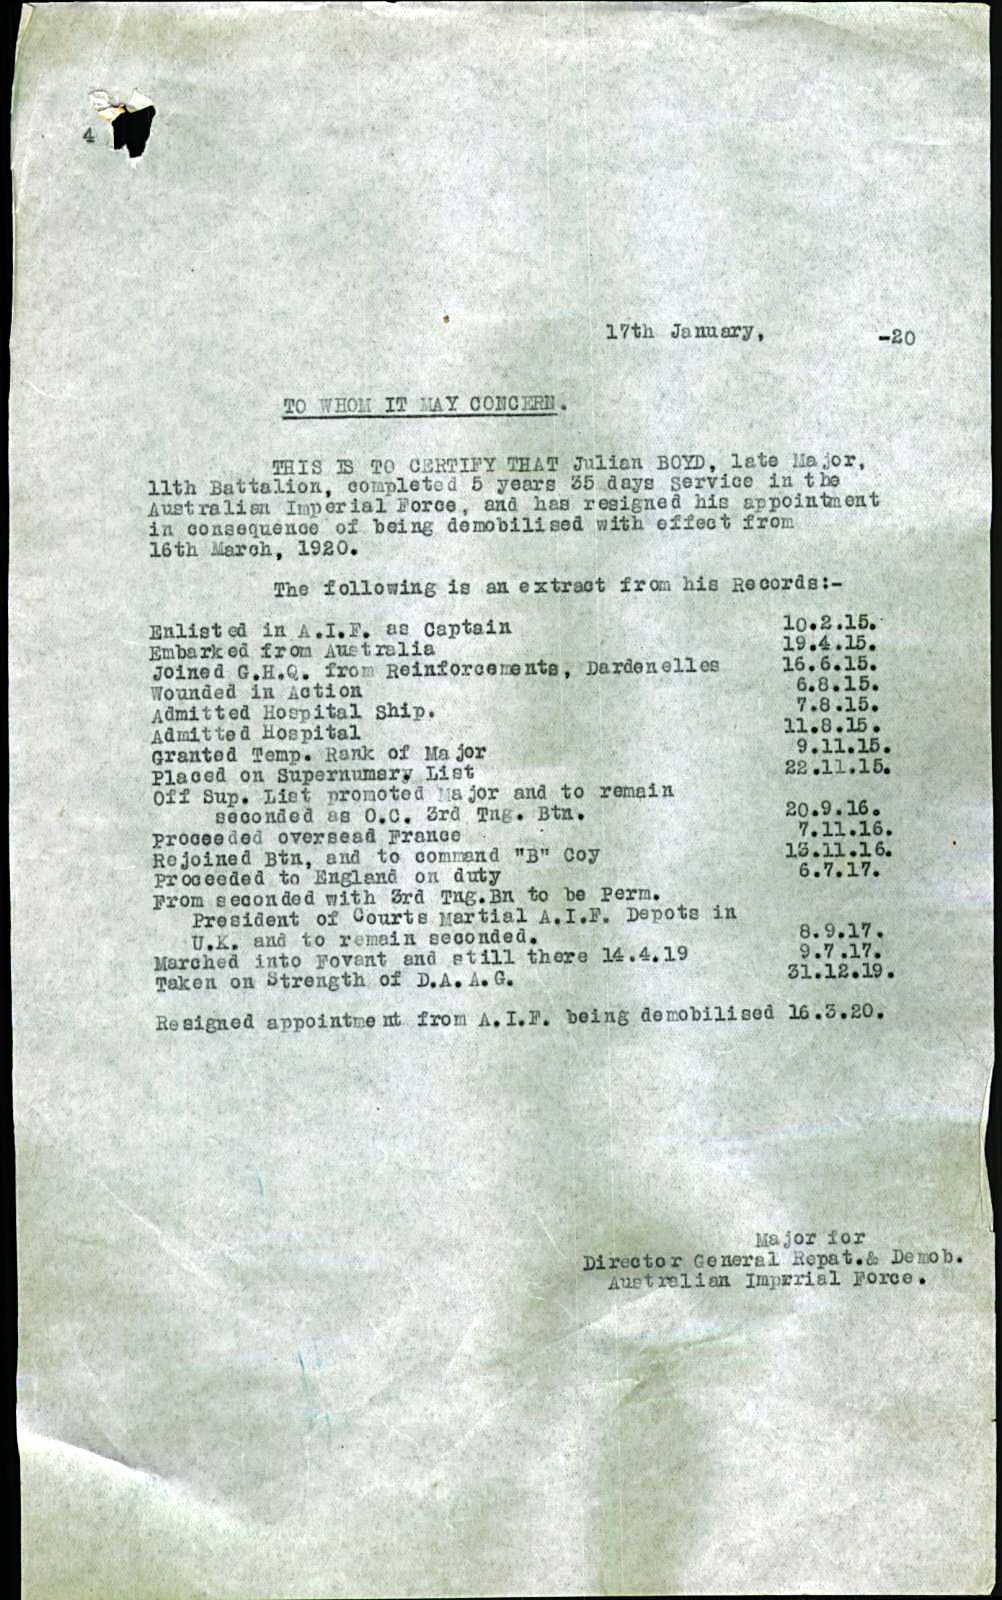 4
17th January, -20
TO WHOM IT MAY CONCERN.
THIS IS TO CERTIFY THAT Julian BOYD, late Major,
11th Battalion, completed 5 years 35 days Service in the
Australian Imperial Force, and has resigned his appointment
in consequence of being demobilised with effect from
16th March, 1920.
The following is an extract from his Records:-
Enlisted in A.I.F. as Captain 10.2.15.
Embarked from Australia 19.4.15.
Joined G.H.Q. from Reinforcements, Dardenelles 16.6.15.
Wounded in Action 6.8.15.
Admitted Hospital Ship. 7.8.15.
Admitted Hospital 11.8.15.
Granted Temp. Rank of Major 9.11.15.
Placed on Supernumary List 22.11.15.
Off Sup. List promoted Major and to remain
seconded as O.C. 3rd Tng. Btn. 20.9.16.
Proceeded oversead France 7.11.16.
Rejoined Btn, and to command "B" Coy 13.11.16.
Proceeded to England on duty 6.7.17.
From seconded with 3rd Tng.Bn to be Perm.
President of Courts Martial A.I.F. Depots in
U.K. and to remain seconded. 8.9.17.
Marched into Fovant and still there 14.4.19 9.7.17.
Taken on Strength of D.A.A.G. 31.12.19.
Resigned appointment from A.I.F. being demobilised 16.3.20.
Major for
Director General Repat.& Demob.
Australian Imprrial Force.